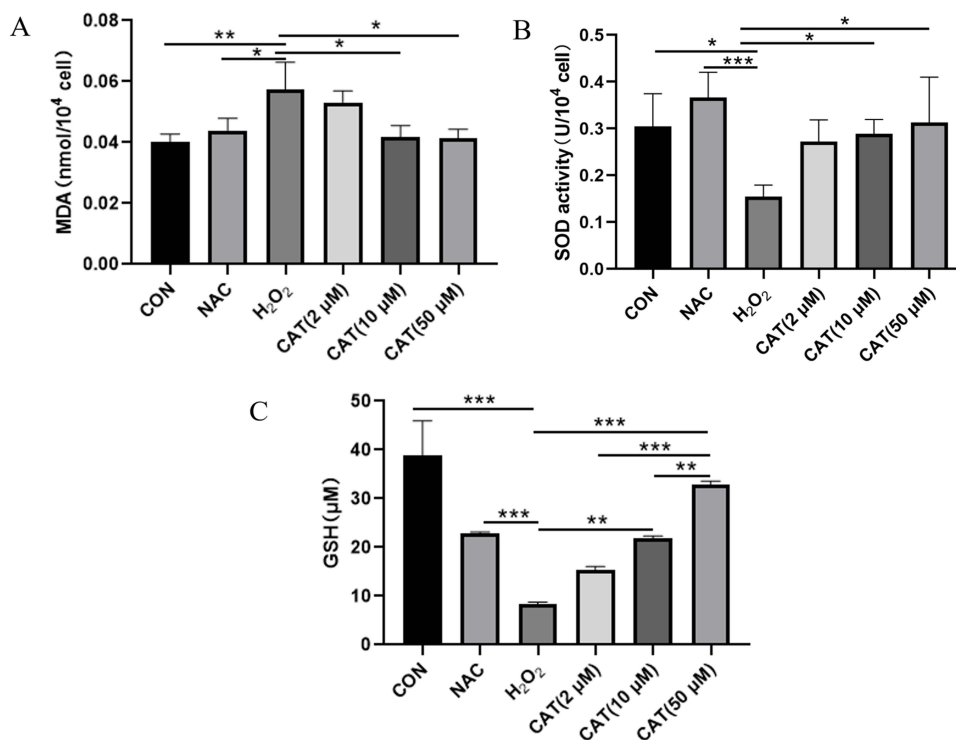 A
MDA (nmol/10⁴ cell)
0.08
0.06
0.04
0.02
0.00
** * * *
CON NAC H₂O₂ CAT(2 μM) CAT(10 μM) CAT(50 μM)
B
SOD activity (U/10⁴ cell)
0.5
0.4
0.3
0.2
0.1
0.0
* *** * *
CON NAC H₂O₂ CAT(2 μM) CAT(10 μM) CAT(50 μM)
C
GSH (μM)
50
40
30
20
10
0
*** *** *** ** *** **
CON NAC H₂O₂ CAT(2 μM) CAT(10 μM) CAT(50 μM)